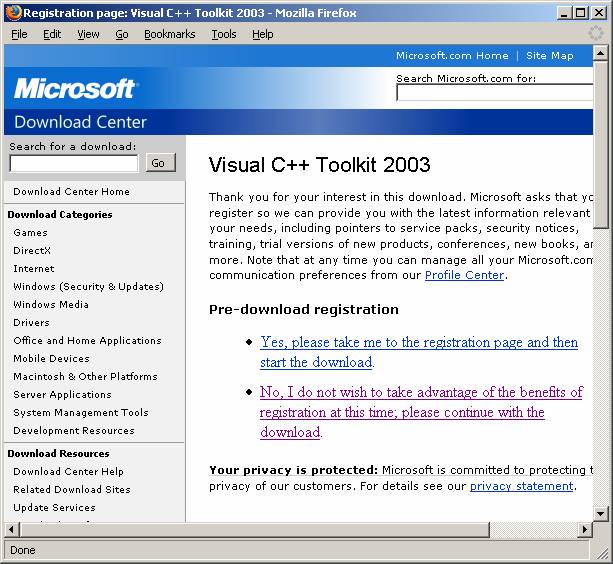 Registration page: Visual C++ Toolkit 2003 - Mozilla Firefox
File Edit View Go Bookmarks Tools Help
Microsoft.com Home | Site Map
Microsoft
Search Microsoft.com for:
Download Center
Search for a download:
Go
Download Center Home
Download Categories
Games
DirectX
Internet
Windows (Security & Updates)
Windows Media
Drivers
Office and Home Applications
Mobile Devices
Macintosh & Other Platforms
Server Applications
System Management Tools
Development Resources
Download Resources
Download Center Help
Related Download Sites
Update Services
Visual C++ Toolkit 2003
Thank you for your interest in this download. Microsoft asks that
register so we can provide you with the latest information relevant
your needs, including pointers to service packs, security notices,
training, trial versions of new products, conferences, new books,
more. Note that at any time you can manage all your Microsoft.com
communication preferences from our Profile Center.
Pre-download registration
Yes, please take me to the registration page and then
start the download.
No, I do not wish to take advantage of the benefits of
registration at this time; please continue with the
download.
Your privacy is protected: Microsoft is committed to protecting
privacy of our customers. For details see our privacy statement.
Done